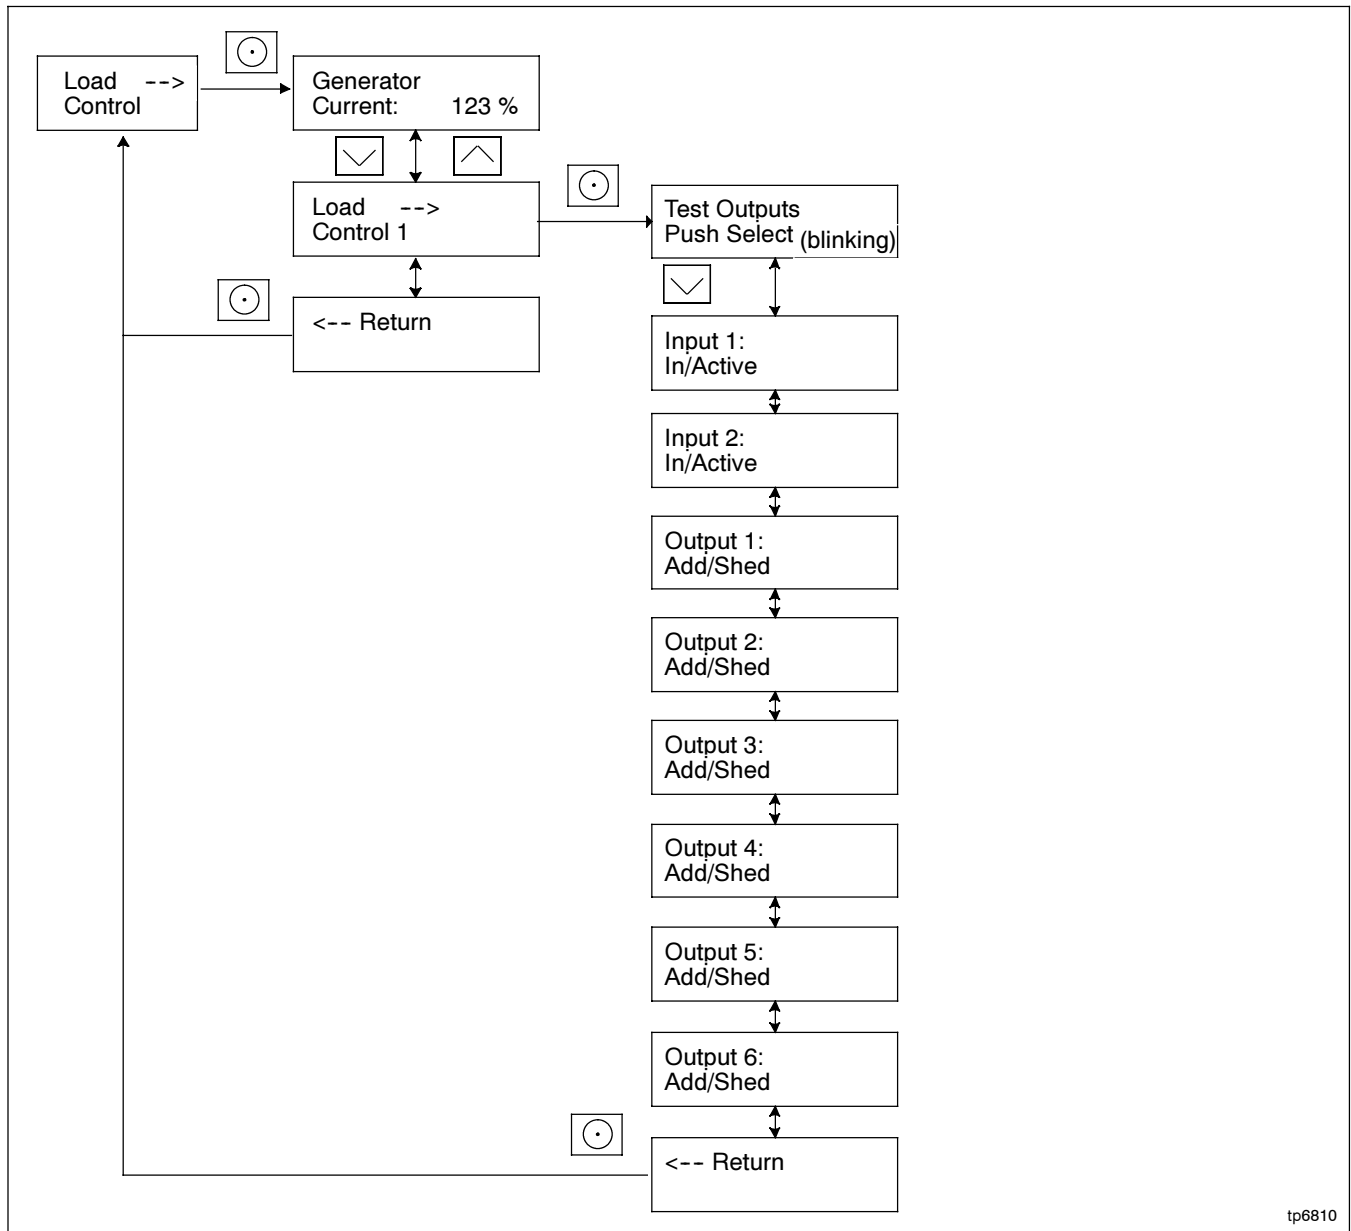 Load -->
Control
Generator
Current: 123 %
Load -->
Control 1
<-- Return
Test Outputs
Push Select (blinking)
Input 1:
In/Active
Input 2:
In/Active
Output 1:
Add/Shed
Output 2:
Add/Shed
Output 3:
Add/Shed
Output 4:
Add/Shed
Output 5:
Add/Shed
Output 6:
Add/Shed
<-- Return
tp6810